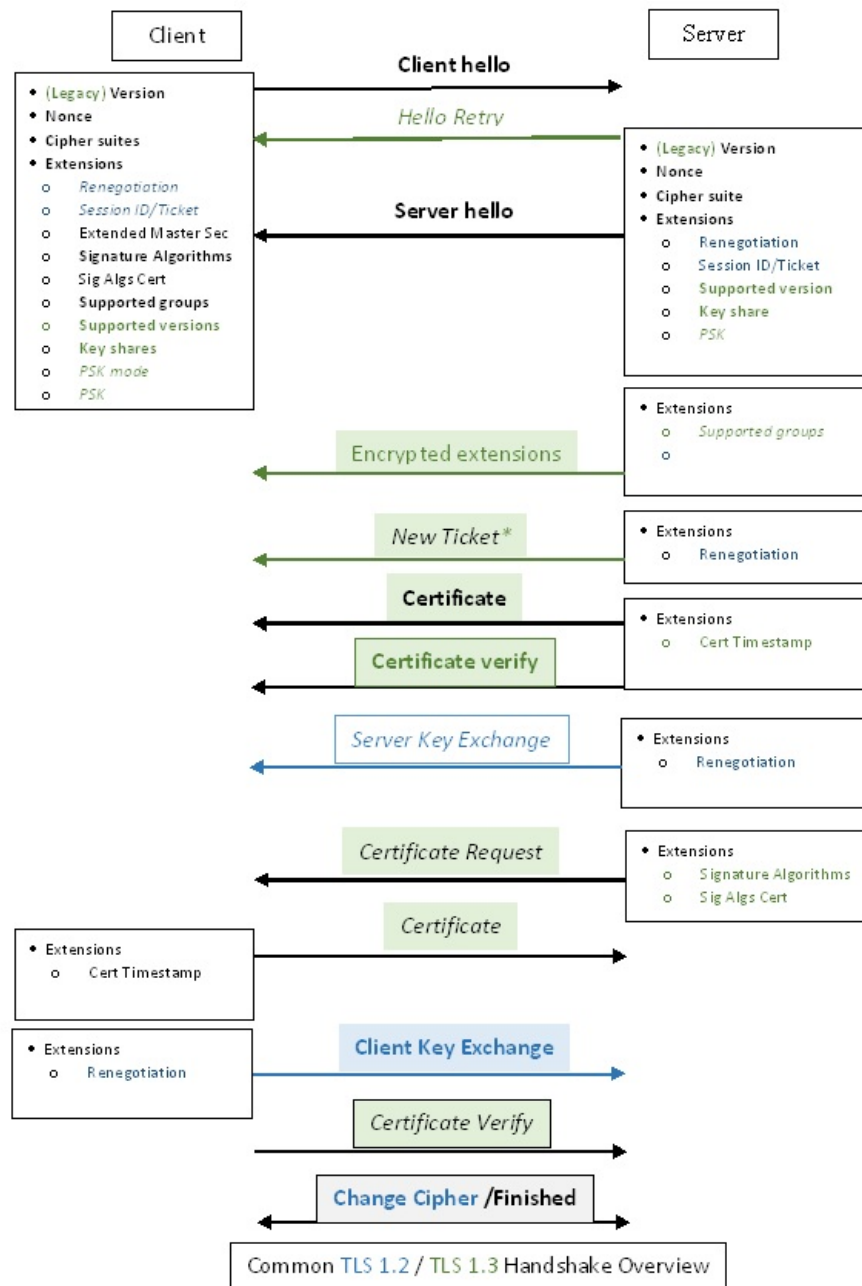 Client
Server
Client hello
(Legacy) Version
Nonce
Cipher suites
Extensions
Renegotiation
Session ID/Ticket
Extended Master Sec
Signature Algorithms
Sig Algs Cert
Supported groups
Supported versions
Key shares
PSK mode
PSK
Hello Retry
(Legacy) Version
Nonce
Cipher suite
Extensions
Renegotiation
Session ID/Ticket
Supported version
Key share
PSK
Server hello
Encrypted extensions
Extensions
Supported groups
New Ticket*
Extensions
Renegotiation
Certificate
Extensions
Cert Timestamp
Certificate verify
Server Key Exchange
Extensions
Renegotiation
Certificate Request
Extensions
Signature Algorithms
Sig Algs Cert
Certificate
Extensions
Cert Timestamp
Client Key Exchange
Extensions
Renegotiation
Certificate Verify
Change Cipher /Finished
Common TLS 1.2 / TLS 1.3 Handshake Overview